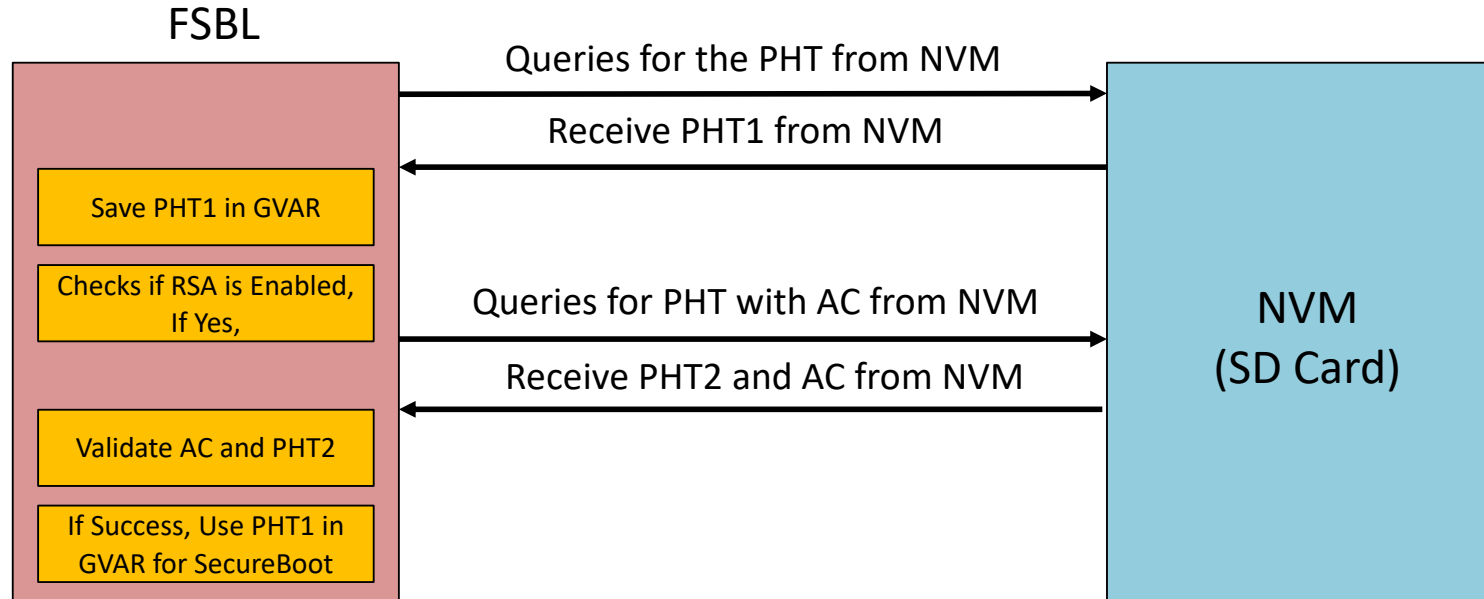 FSBL
Queries for the PHT from NVM
Receive PHT1 from NVM
Save PHT1 in GVAR
Checks if RSA is Enabled,
If Yes,
Queries for PHT with AC from NVM
Receive PHT2 and AC from NVM
Validate AC and PHT2
If Success, Use PHT1 in
GVAR for SecureBoot
NVM
(SD Card)